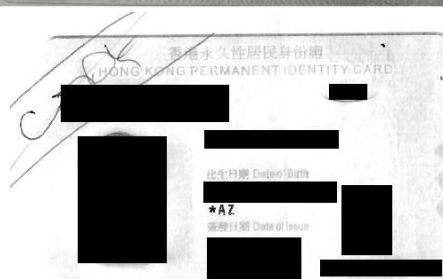 香港永久性居民身份證
HONG KONG PERMANENT IDENTITY CARD
出生日期 Date of Birth
*AZ
簽發日期 Date of Issue